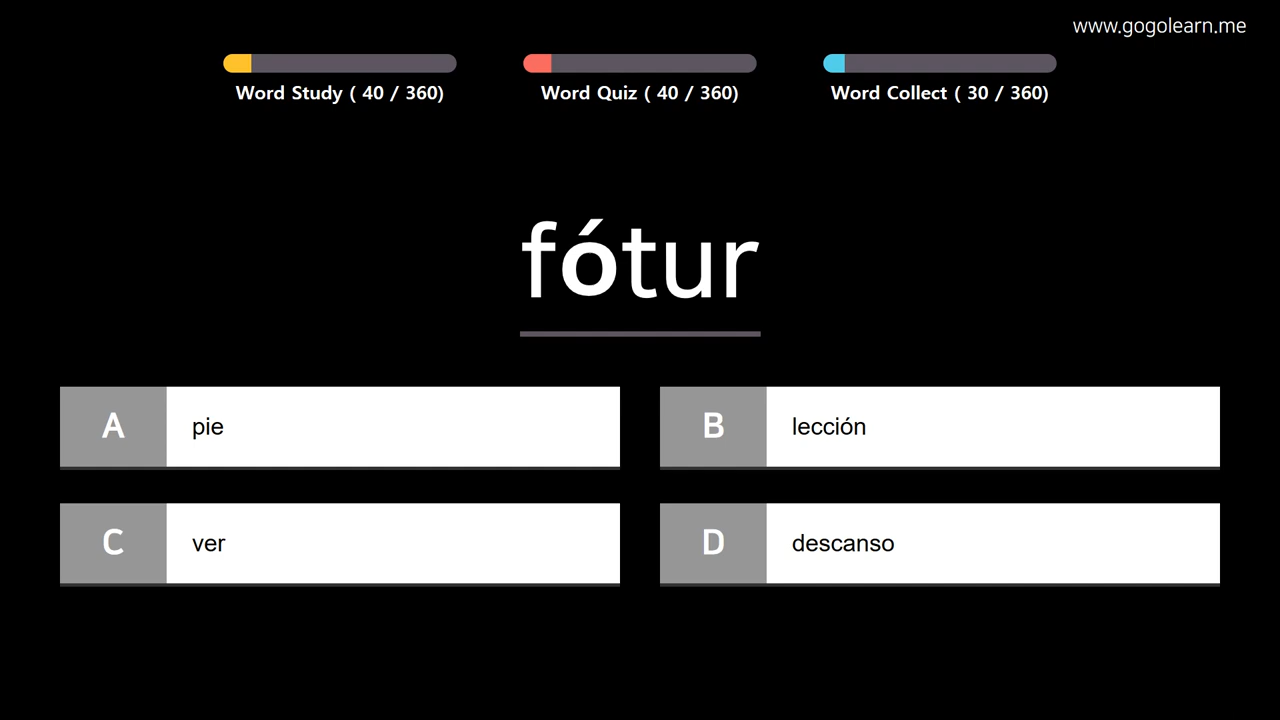 www.gogolearn.me
Word Study ( 40 / 360)
Word Quiz ( 40 / 360)
Word Collect ( 30 / 360)
fótur
A pie
B lección
C ver
D descanso